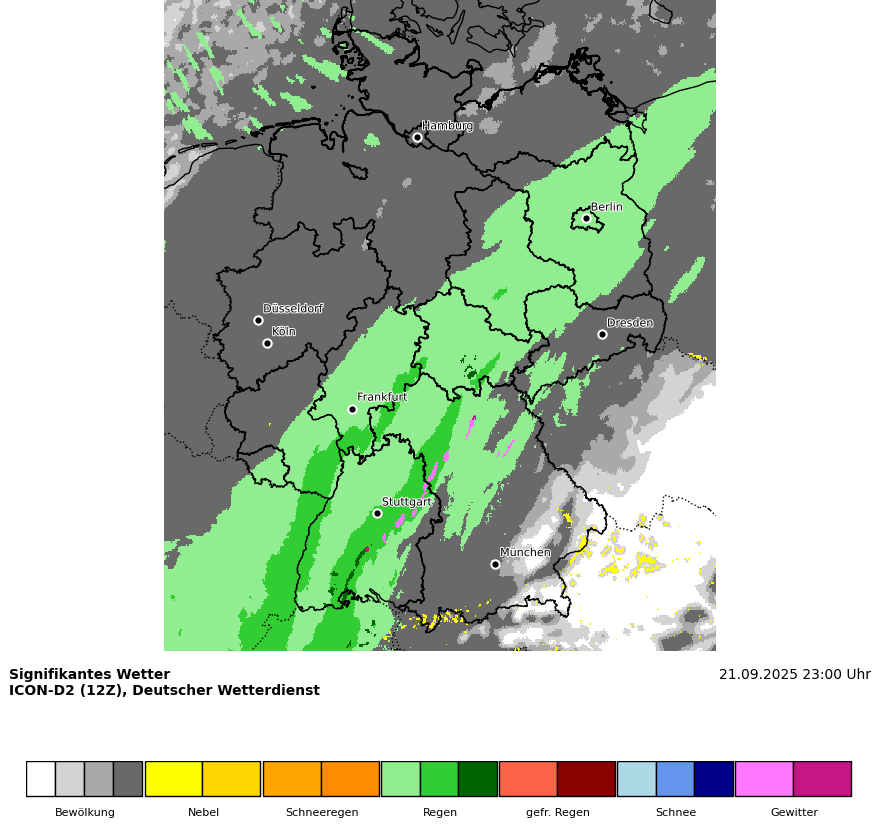 Hamburg
Berlin
Düsseldorf
Köln
Dresden
Frankfurt
Stuttgart
München
Signifikantes Wetter
21.09.2025 23:00 Uhr
ICON-D2 (12Z), Deutscher Wetterdienst
Bewölkung
Nebel
Schneeregen
Regen
gefr. Regen
Schnee
Gewitter